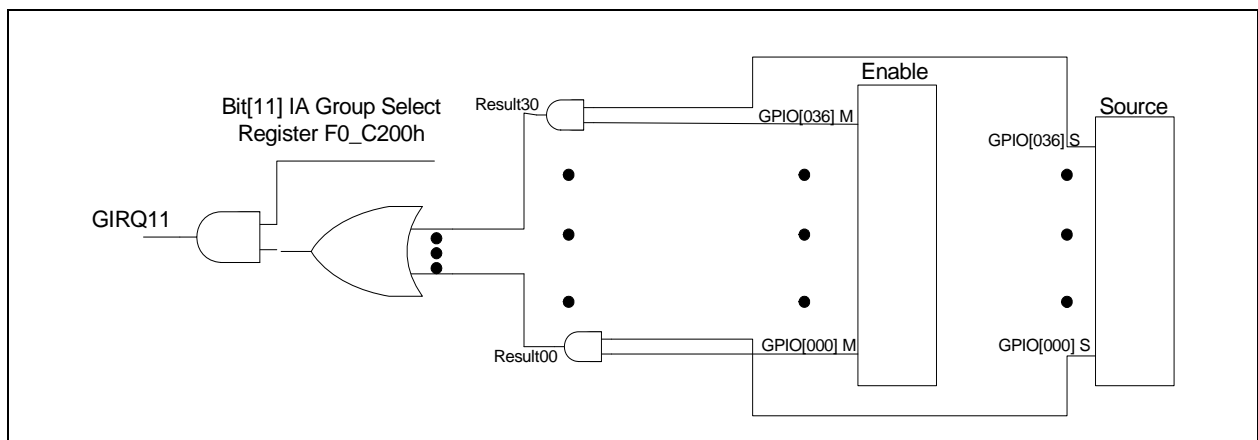 Enable
Bit[11] IA Group Select
Register F0_C200h
Result30
GPIO[036] M
GPIO[036] S
Source
GIRQ11
Result00
GPIO[000] M
GPIO[000] S